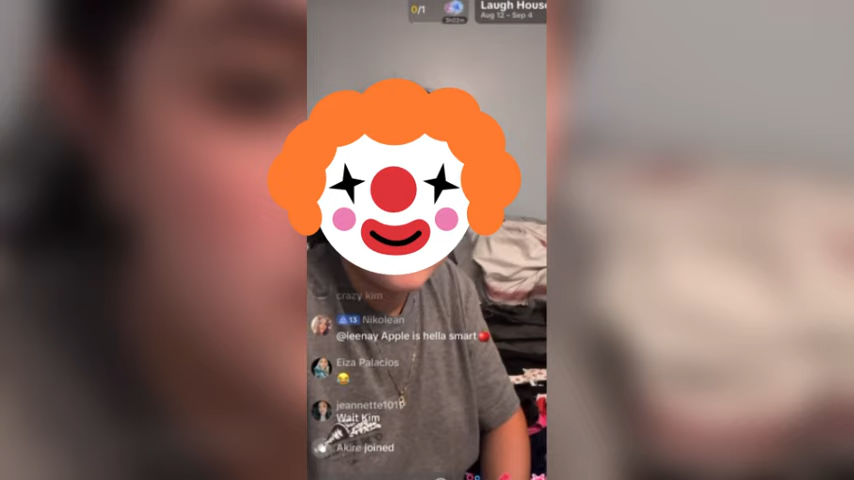 0/1
3h22m
Laugh House
Aug 12 – Sep 4
crazy kim
13 Nikolean
@leenay Apple is hella smart
Eiza Palacios
jeannette101
Wait Kim
Akire joined